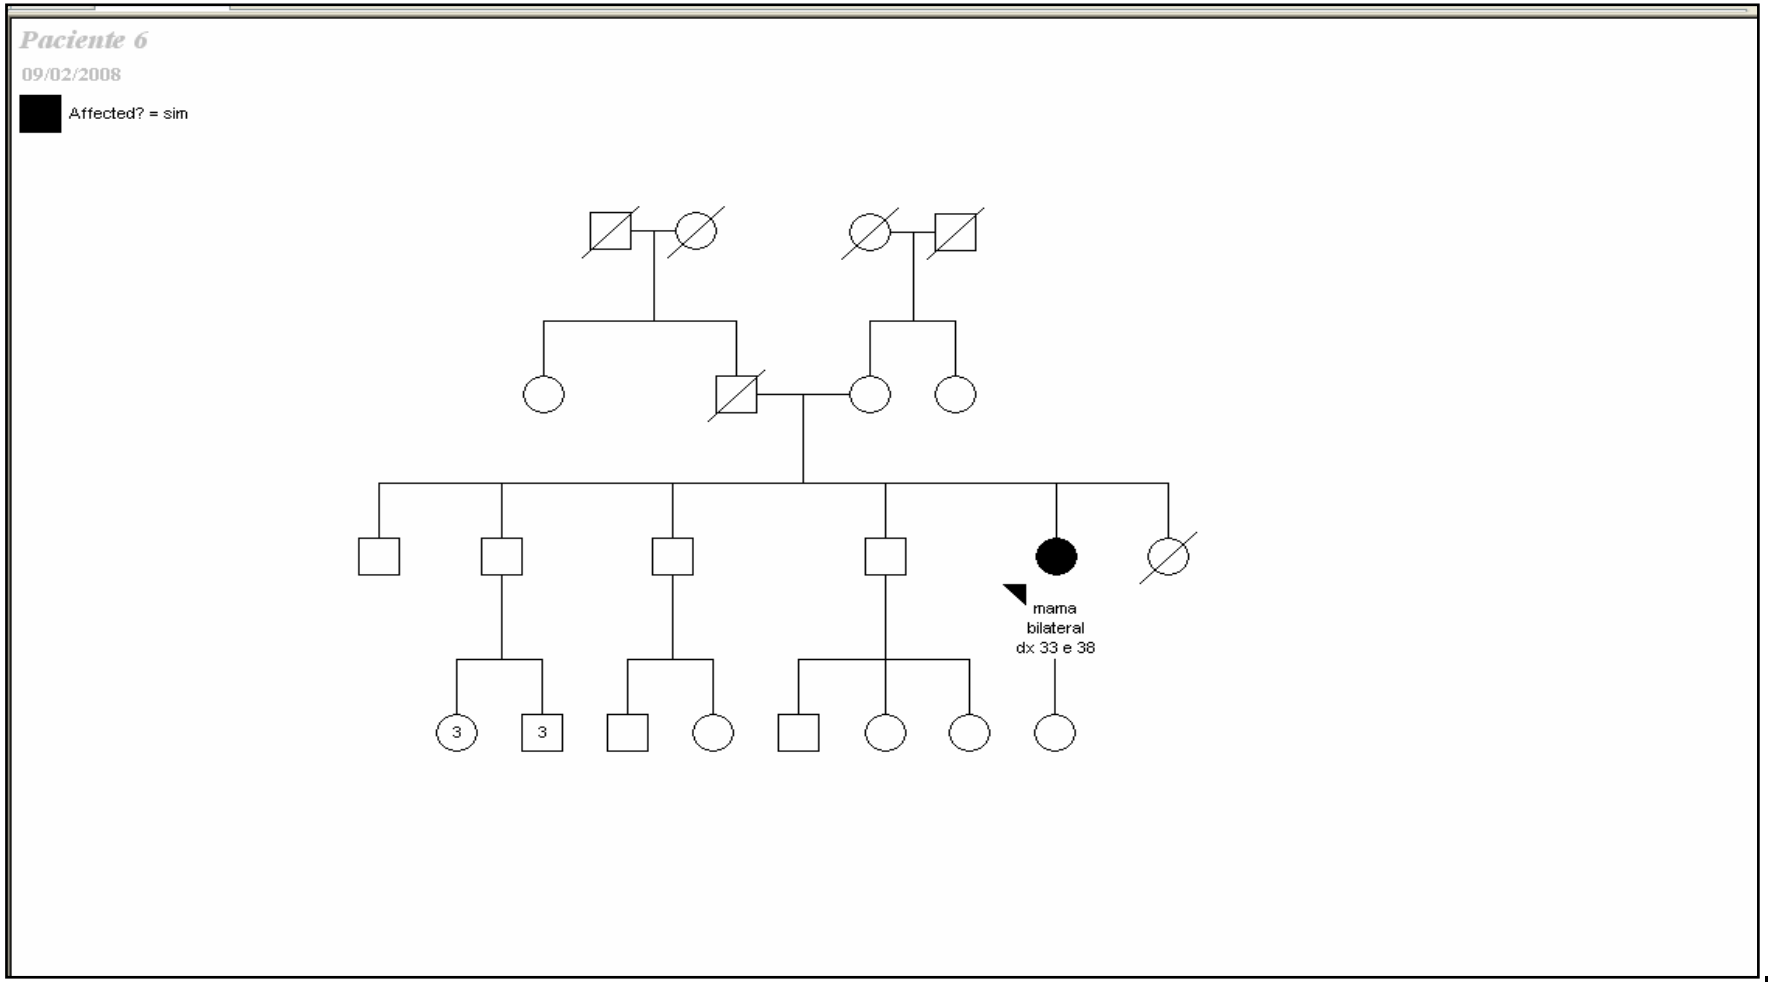 Paciente 6
09/02/2008
Affected? = sim
mama
bilateral
dx 33 e 38
3
3